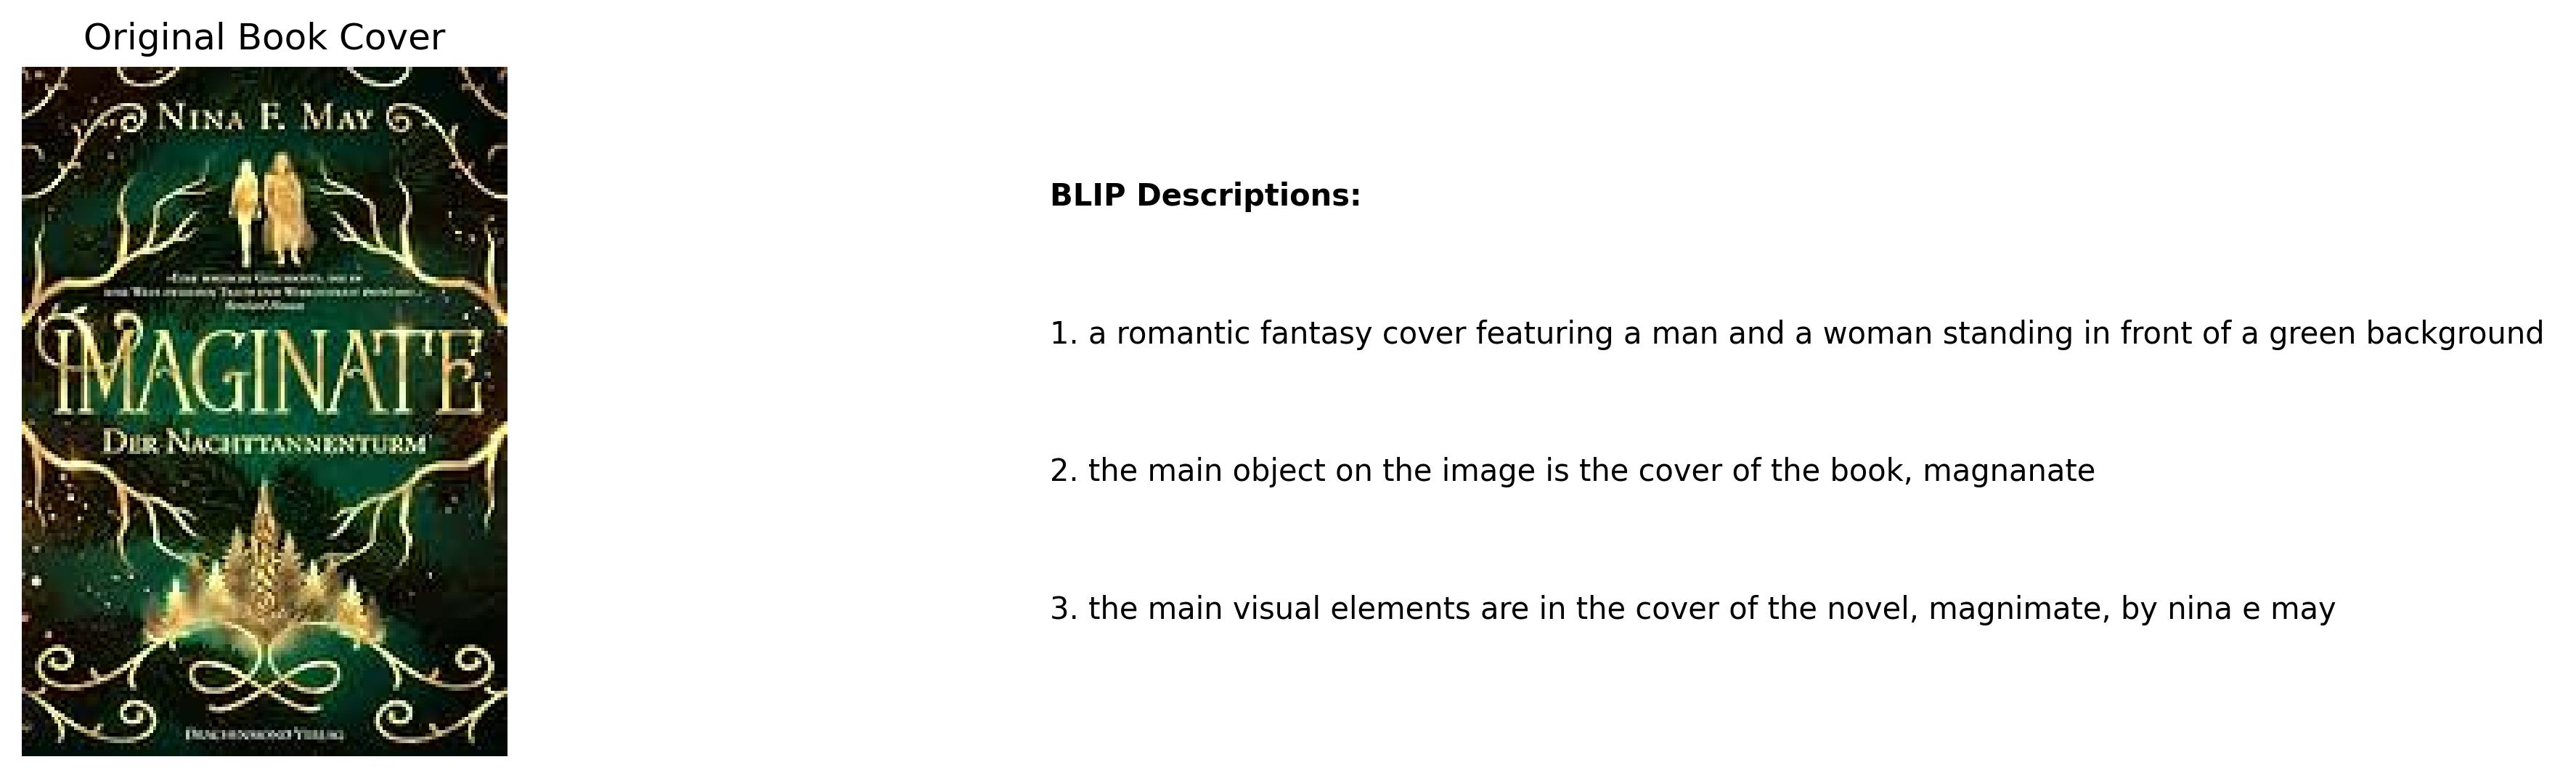 Original Book Cover
NINA F. MAY
IMAGINATE
DER NACHTTANNENTURM
DRACHENMOND VERLAG
BLIP Descriptions:
1. a romantic fantasy cover featuring a man and a woman standing in front of a green background
2. the main object on the image is the cover of the book, magnanate
3. the main visual elements are in the cover of the novel, magnimate, by nina e may